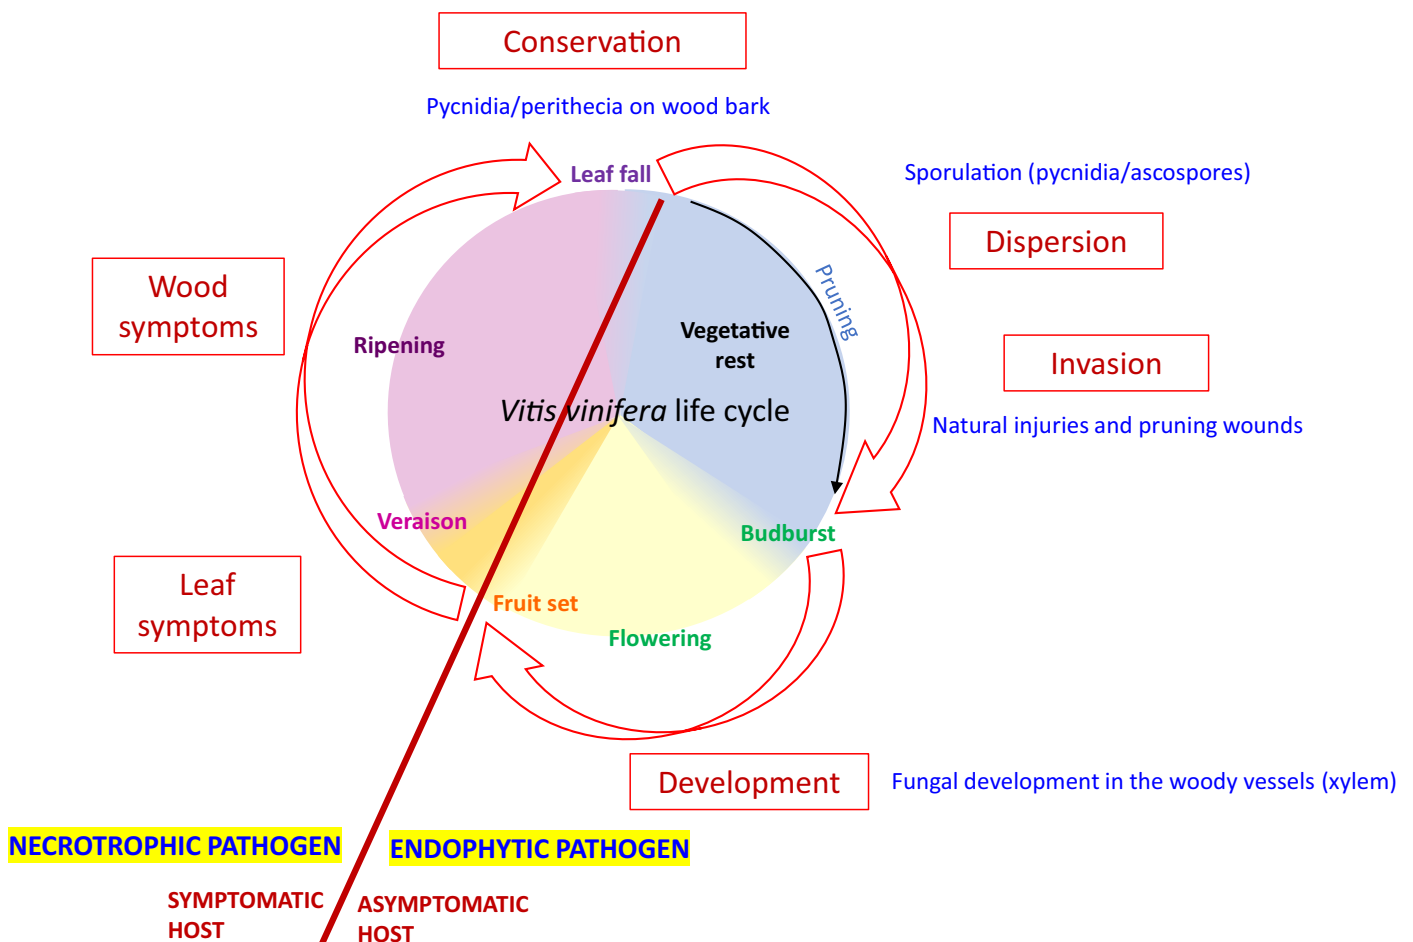 Conservation
Pycnidia/perithecia on wood bark
Leaf fall
Sporulation (pycnidia/ascospores)
Dispersion
Pruning
Wood
symptoms
Ripening
Vegetative
rest
Invasion
Vitis vinifera life cycle
Natural injuries and pruning wounds
Veraison
Budburst
Leaf
symptoms
Fruit set
Flowering
Development
Fungal development in the woody vessels (xylem)
NECROTROPHIC PATHOGEN
ENDOPHYTIC PATHOGEN
SYMPTOMATIC
HOST
ASYMPTOMATIC
HOST